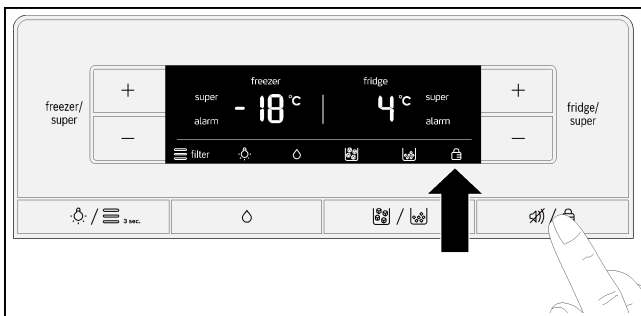 freezer/
super
+
−
freezer
super
- 18 °C
alarm
fridge
4 °C
super
alarm
filter
+
−
fridge/
super
/
3 sec.
/
/